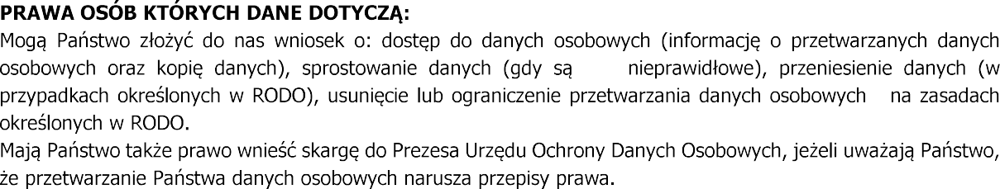 PRAWA OSÓB KTÓRYCH DANE DOTYCZĄ:
Mogą Państwo złożyć do nas wniosek o: dostęp do danych osobowych (informację o przetwarzanych danych
osobowych oraz kopię danych), sprostowanie danych (gdy są nieprawidłowe), przeniesienie danych (w
przypadkach określonych w RODO), usunięcie lub ograniczenie przetwarzania danych osobowych na zasadach
określonych w RODO.
Mają Państwo także prawo wnieść skargę do Prezesa Urzędu Ochrony Danych Osobowych, jeżeli uważają Państwo,
że przetwarzanie Państwa danych osobowych narusza przepisy prawa.